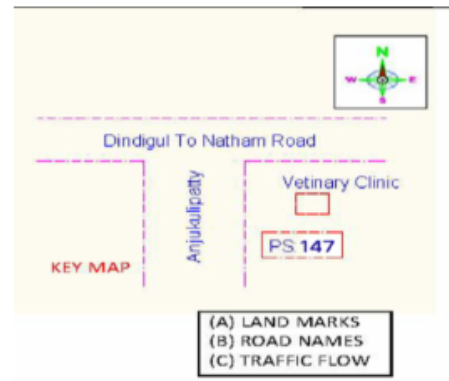 N
W E
S
Dindigul To Natham Road
Anjukulipatty
Vetinary Clinic
PS.147
KEY MAP
(A) LAND MARKS
(B) ROAD NAMES
(C) TRAFFIC FLOW